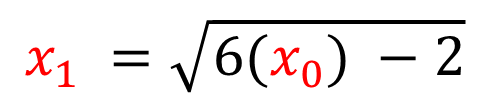 x₁ = √(6(x₀) − 2)